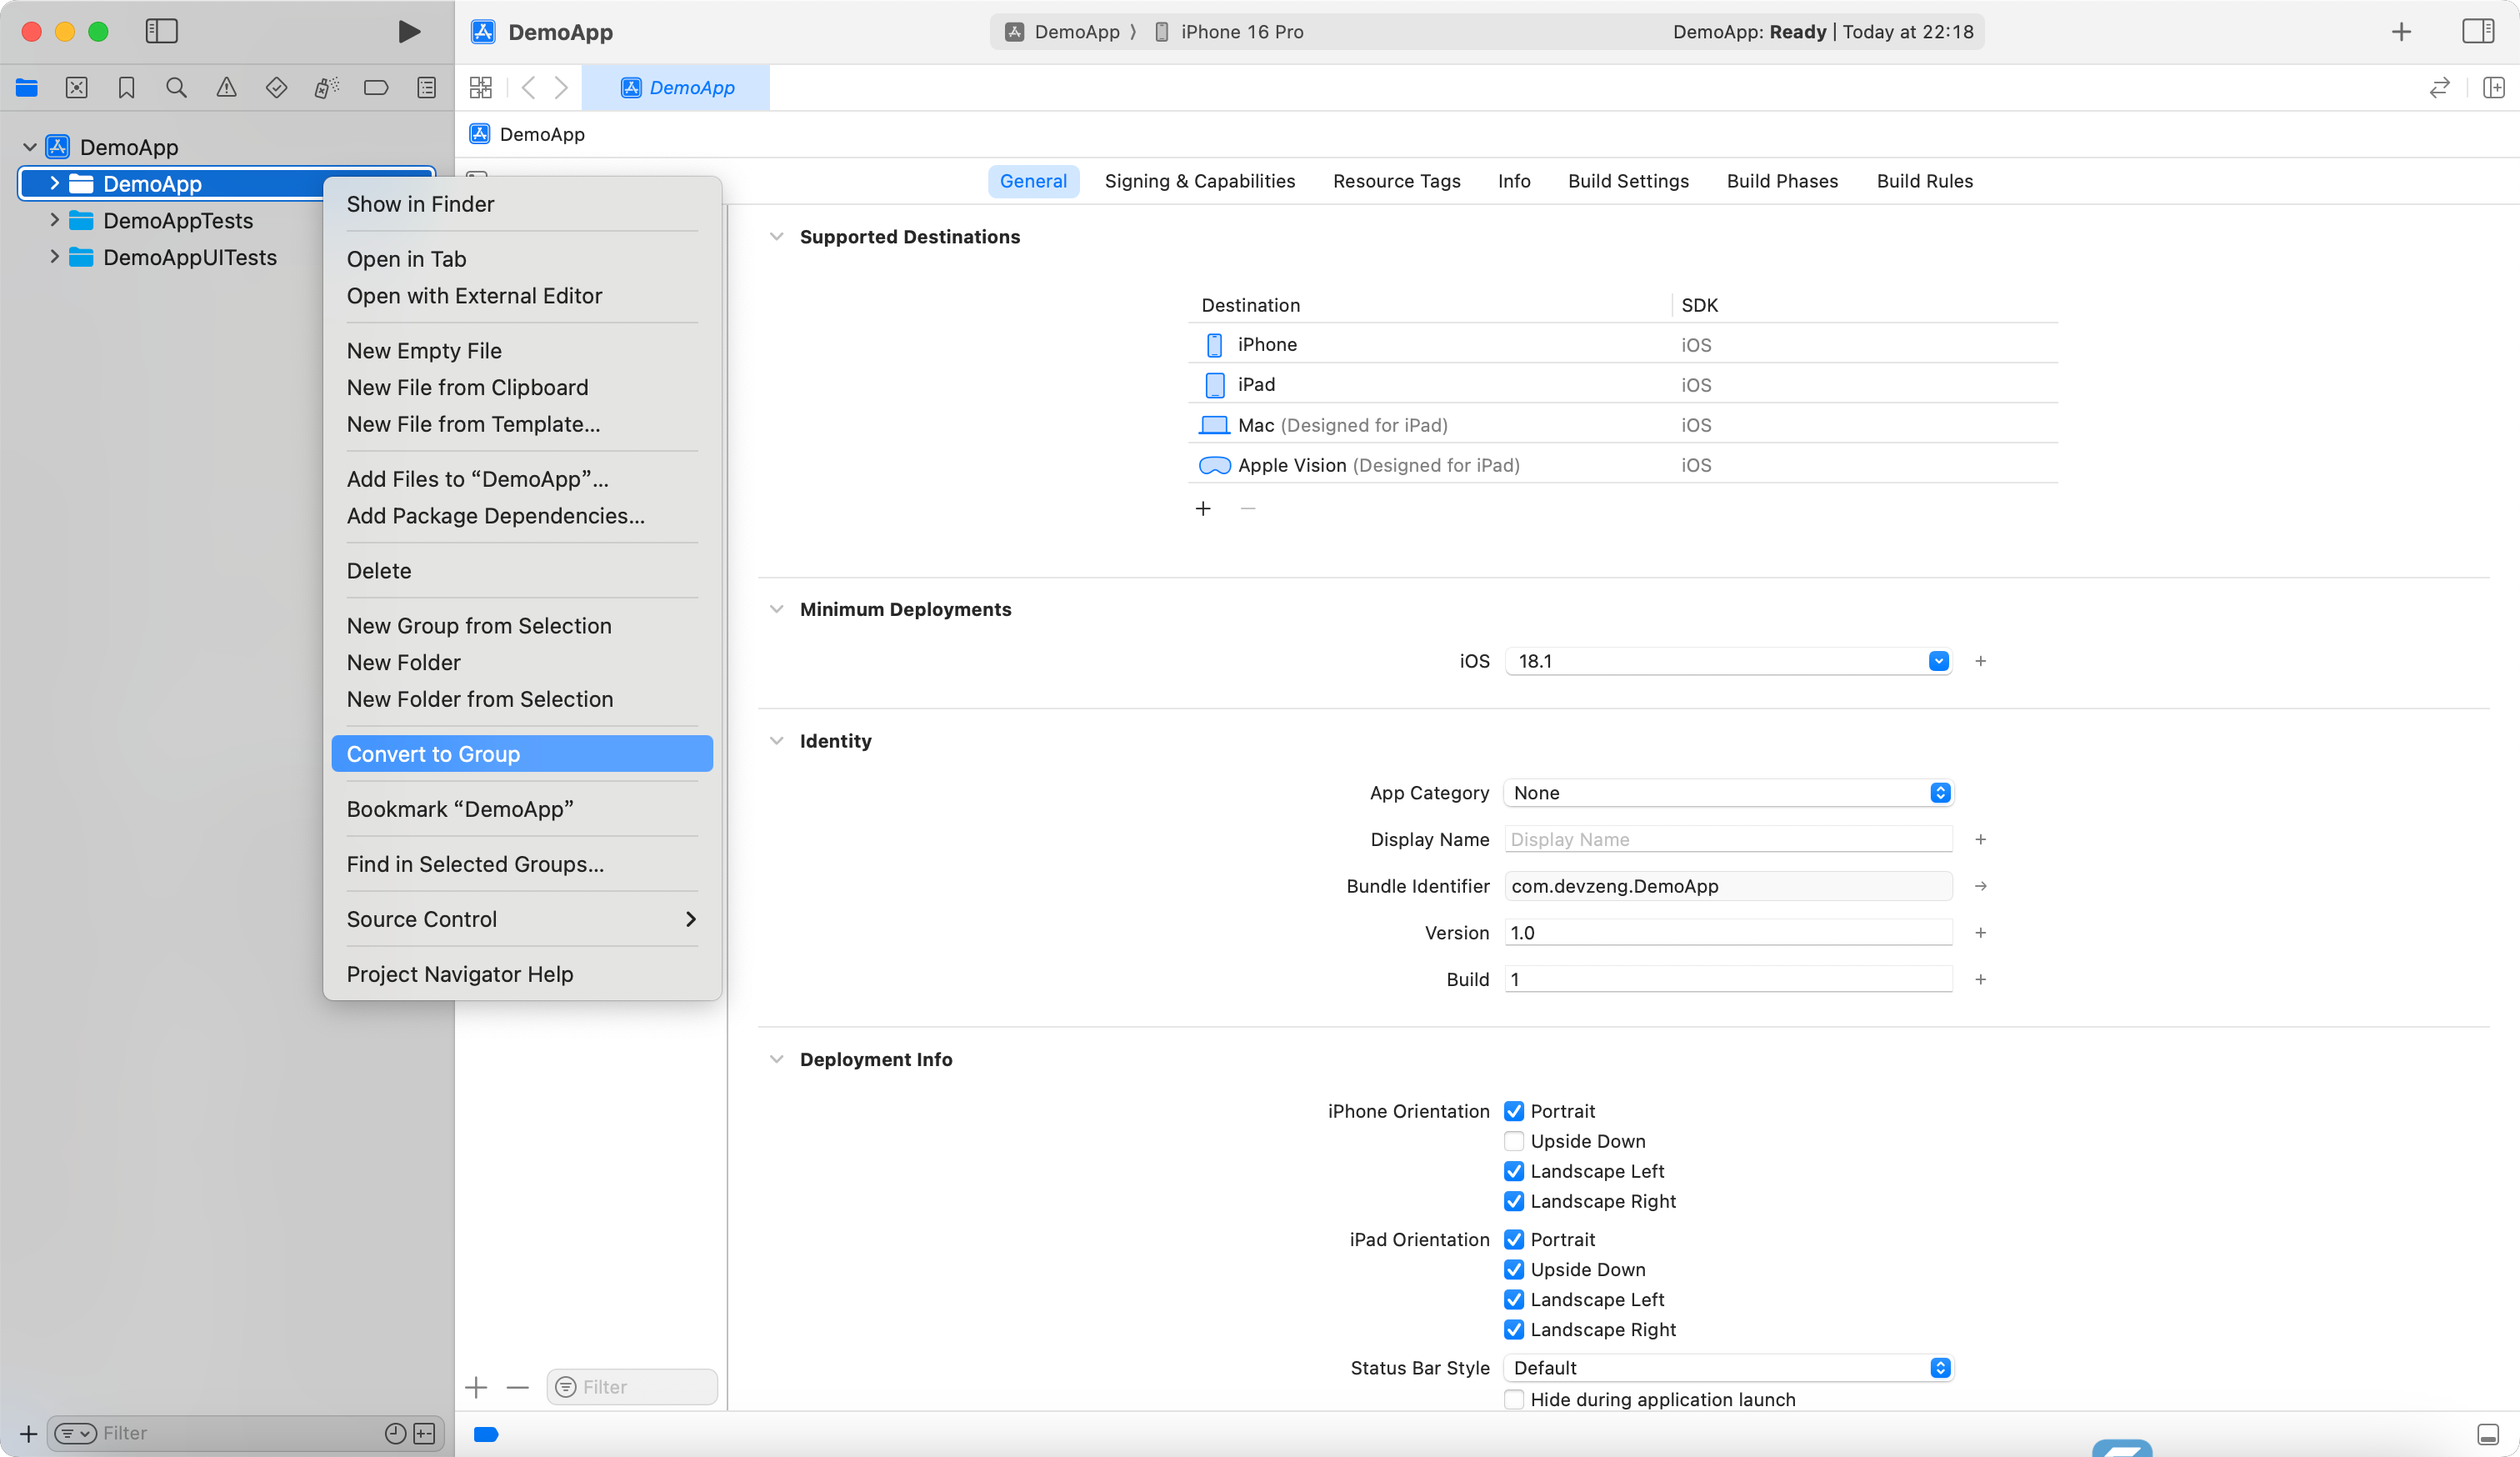 DemoApp
DemoApp
DemoAppTests
DemoAppUITests
Show in Finder
Open in Tab
Open with External Editor
New Empty File
New File from Clipboard
New File from Template...
Add Files to “DemoApp”...
Add Package Dependencies...
Delete
New Group from Selection
New Folder
New Folder from Selection
Convert to Group
Bookmark “DemoApp”
Find in Selected Groups...
Source Control
Project Navigator Help
Filter
Filter
DemoApp
DemoApp 〉 iPhone 16 Pro
DemoApp: Ready | Today at 22:18
DemoApp
DemoApp
General Signing & Capabilities Resource Tags Info Build Settings Build Phases Build Rules
Supported Destinations
Destination SDK
iPhone iOS
iPad iOS
Mac (Designed for iPad) iOS
Apple Vision (Designed for iPad) iOS
Minimum Deployments
iOS 18.1
Identity
App Category None
Display Name Display Name
Bundle Identifier com.devzeng.DemoApp
Version 1.0
Build 1
Deployment Info
iPhone Orientation Portrait
Upside Down
Landscape Left
Landscape Right
iPad Orientation Portrait
Upside Down
Landscape Left
Landscape Right
Status Bar Style Default
Hide during application launch